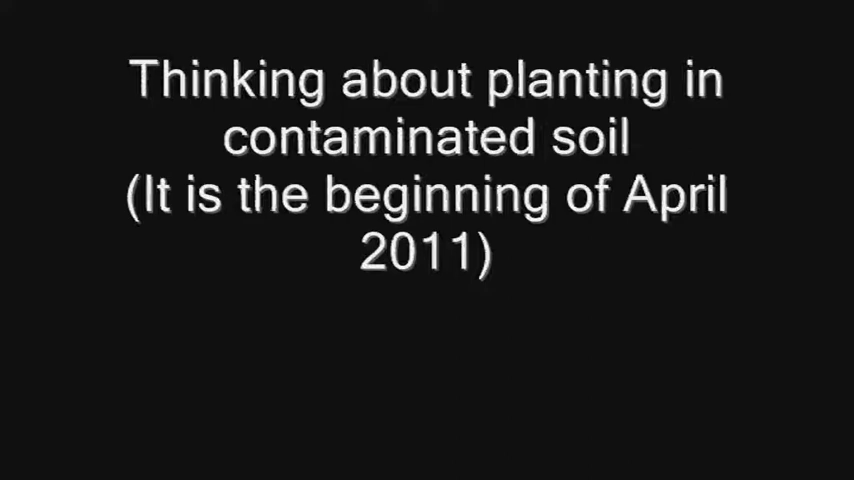 Thinking about planting in
contaminated soil
(It is the beginning of April
2011)